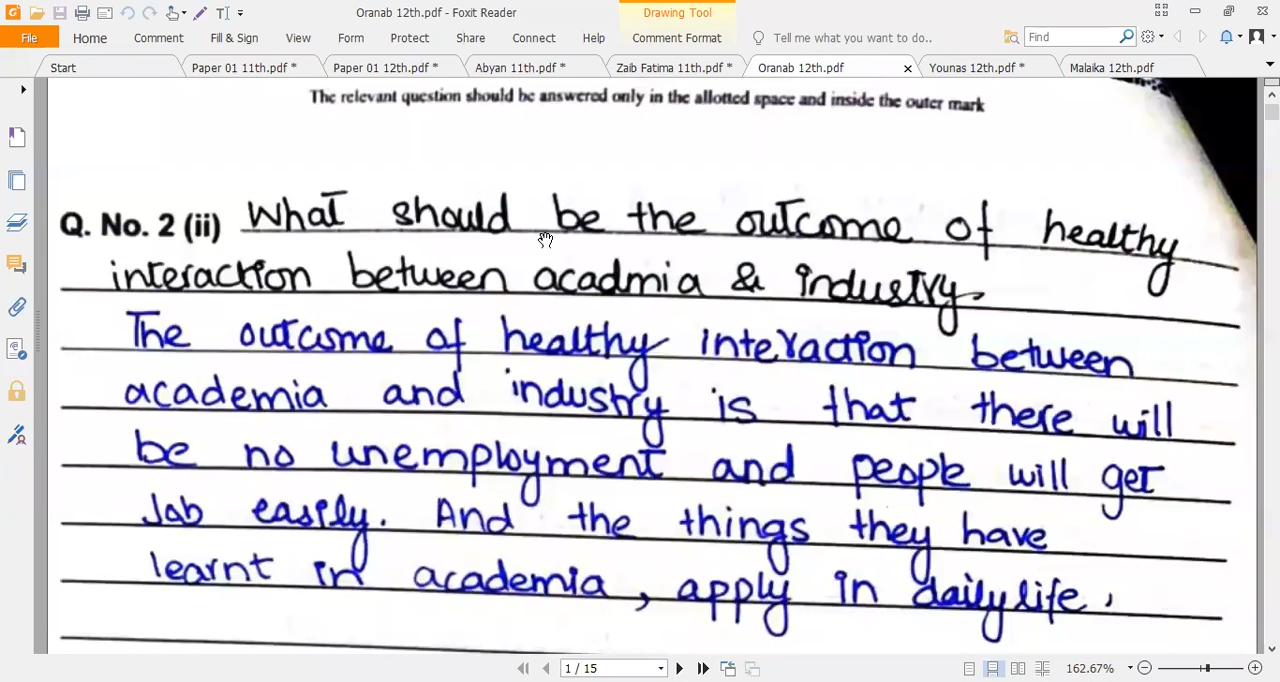 Oranab 12th.pdf - Foxit Reader
Drawing Tool
File Home Comment Fill & Sign View Form Protect Share Connect Help Comment Format Tell me what you want to do.. Find
Start Paper 01 11th.pdf * Paper 01 12th.pdf * Abyan 11th.pdf * Zaib Fatima 11th.pdf * Oranab 12th.pdf Younas 12th.pdf * Malaika 12th.pdf
The relevant question should be answered only in the allotted space and inside the outer mark
Q. No. 2 (ii) What should be the outcome of healthy
interaction between acadmia & industry.
The outcome of healthy interaction between
academia and industry is that there will
be no unemployment and people will get
Job easily. And the things they have
learnt in academia, apply in daily life.
1 / 15 162.67%